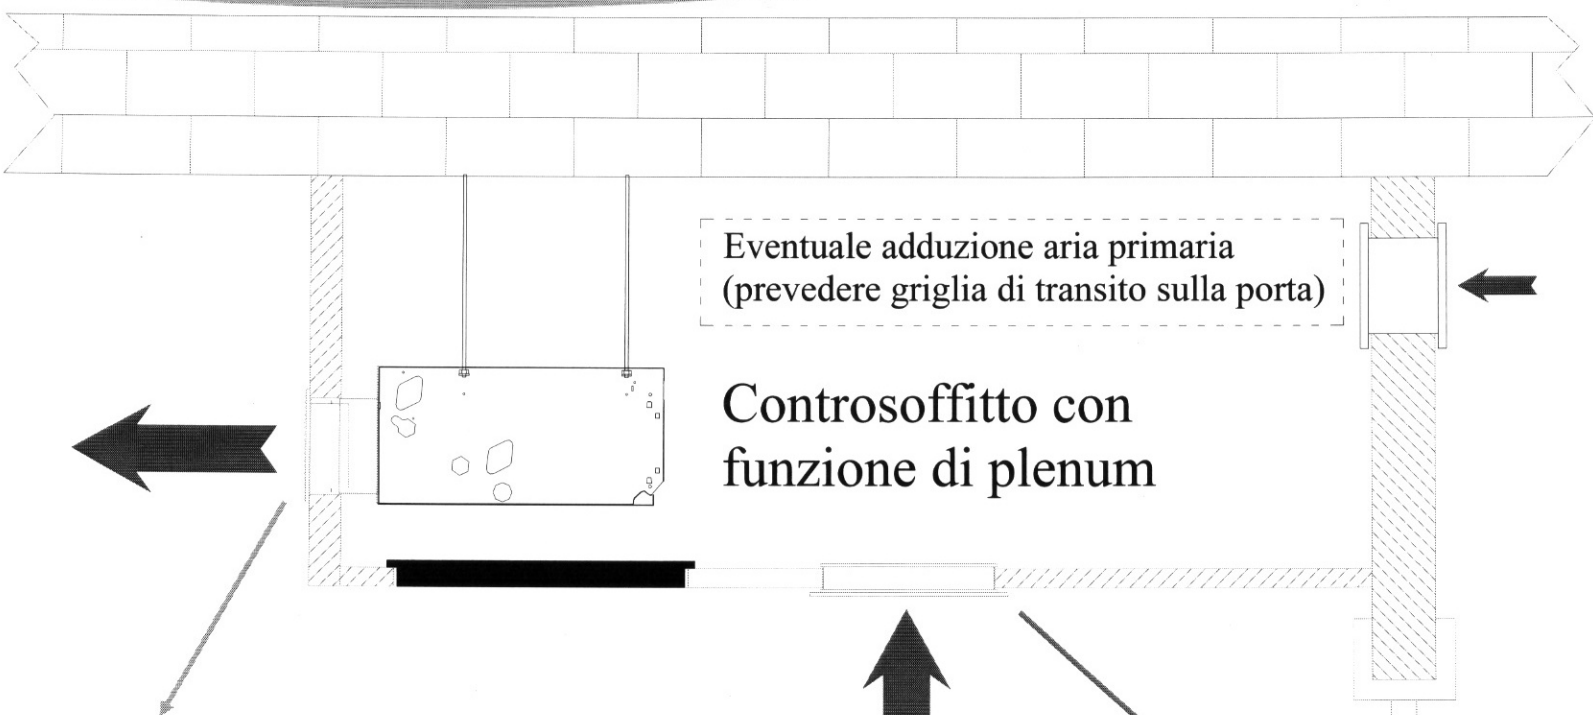 Eventuale adduzione aria primaria
(prevedere griglia di transito sulla porta)
Controsoffitto con
funzione di plenum